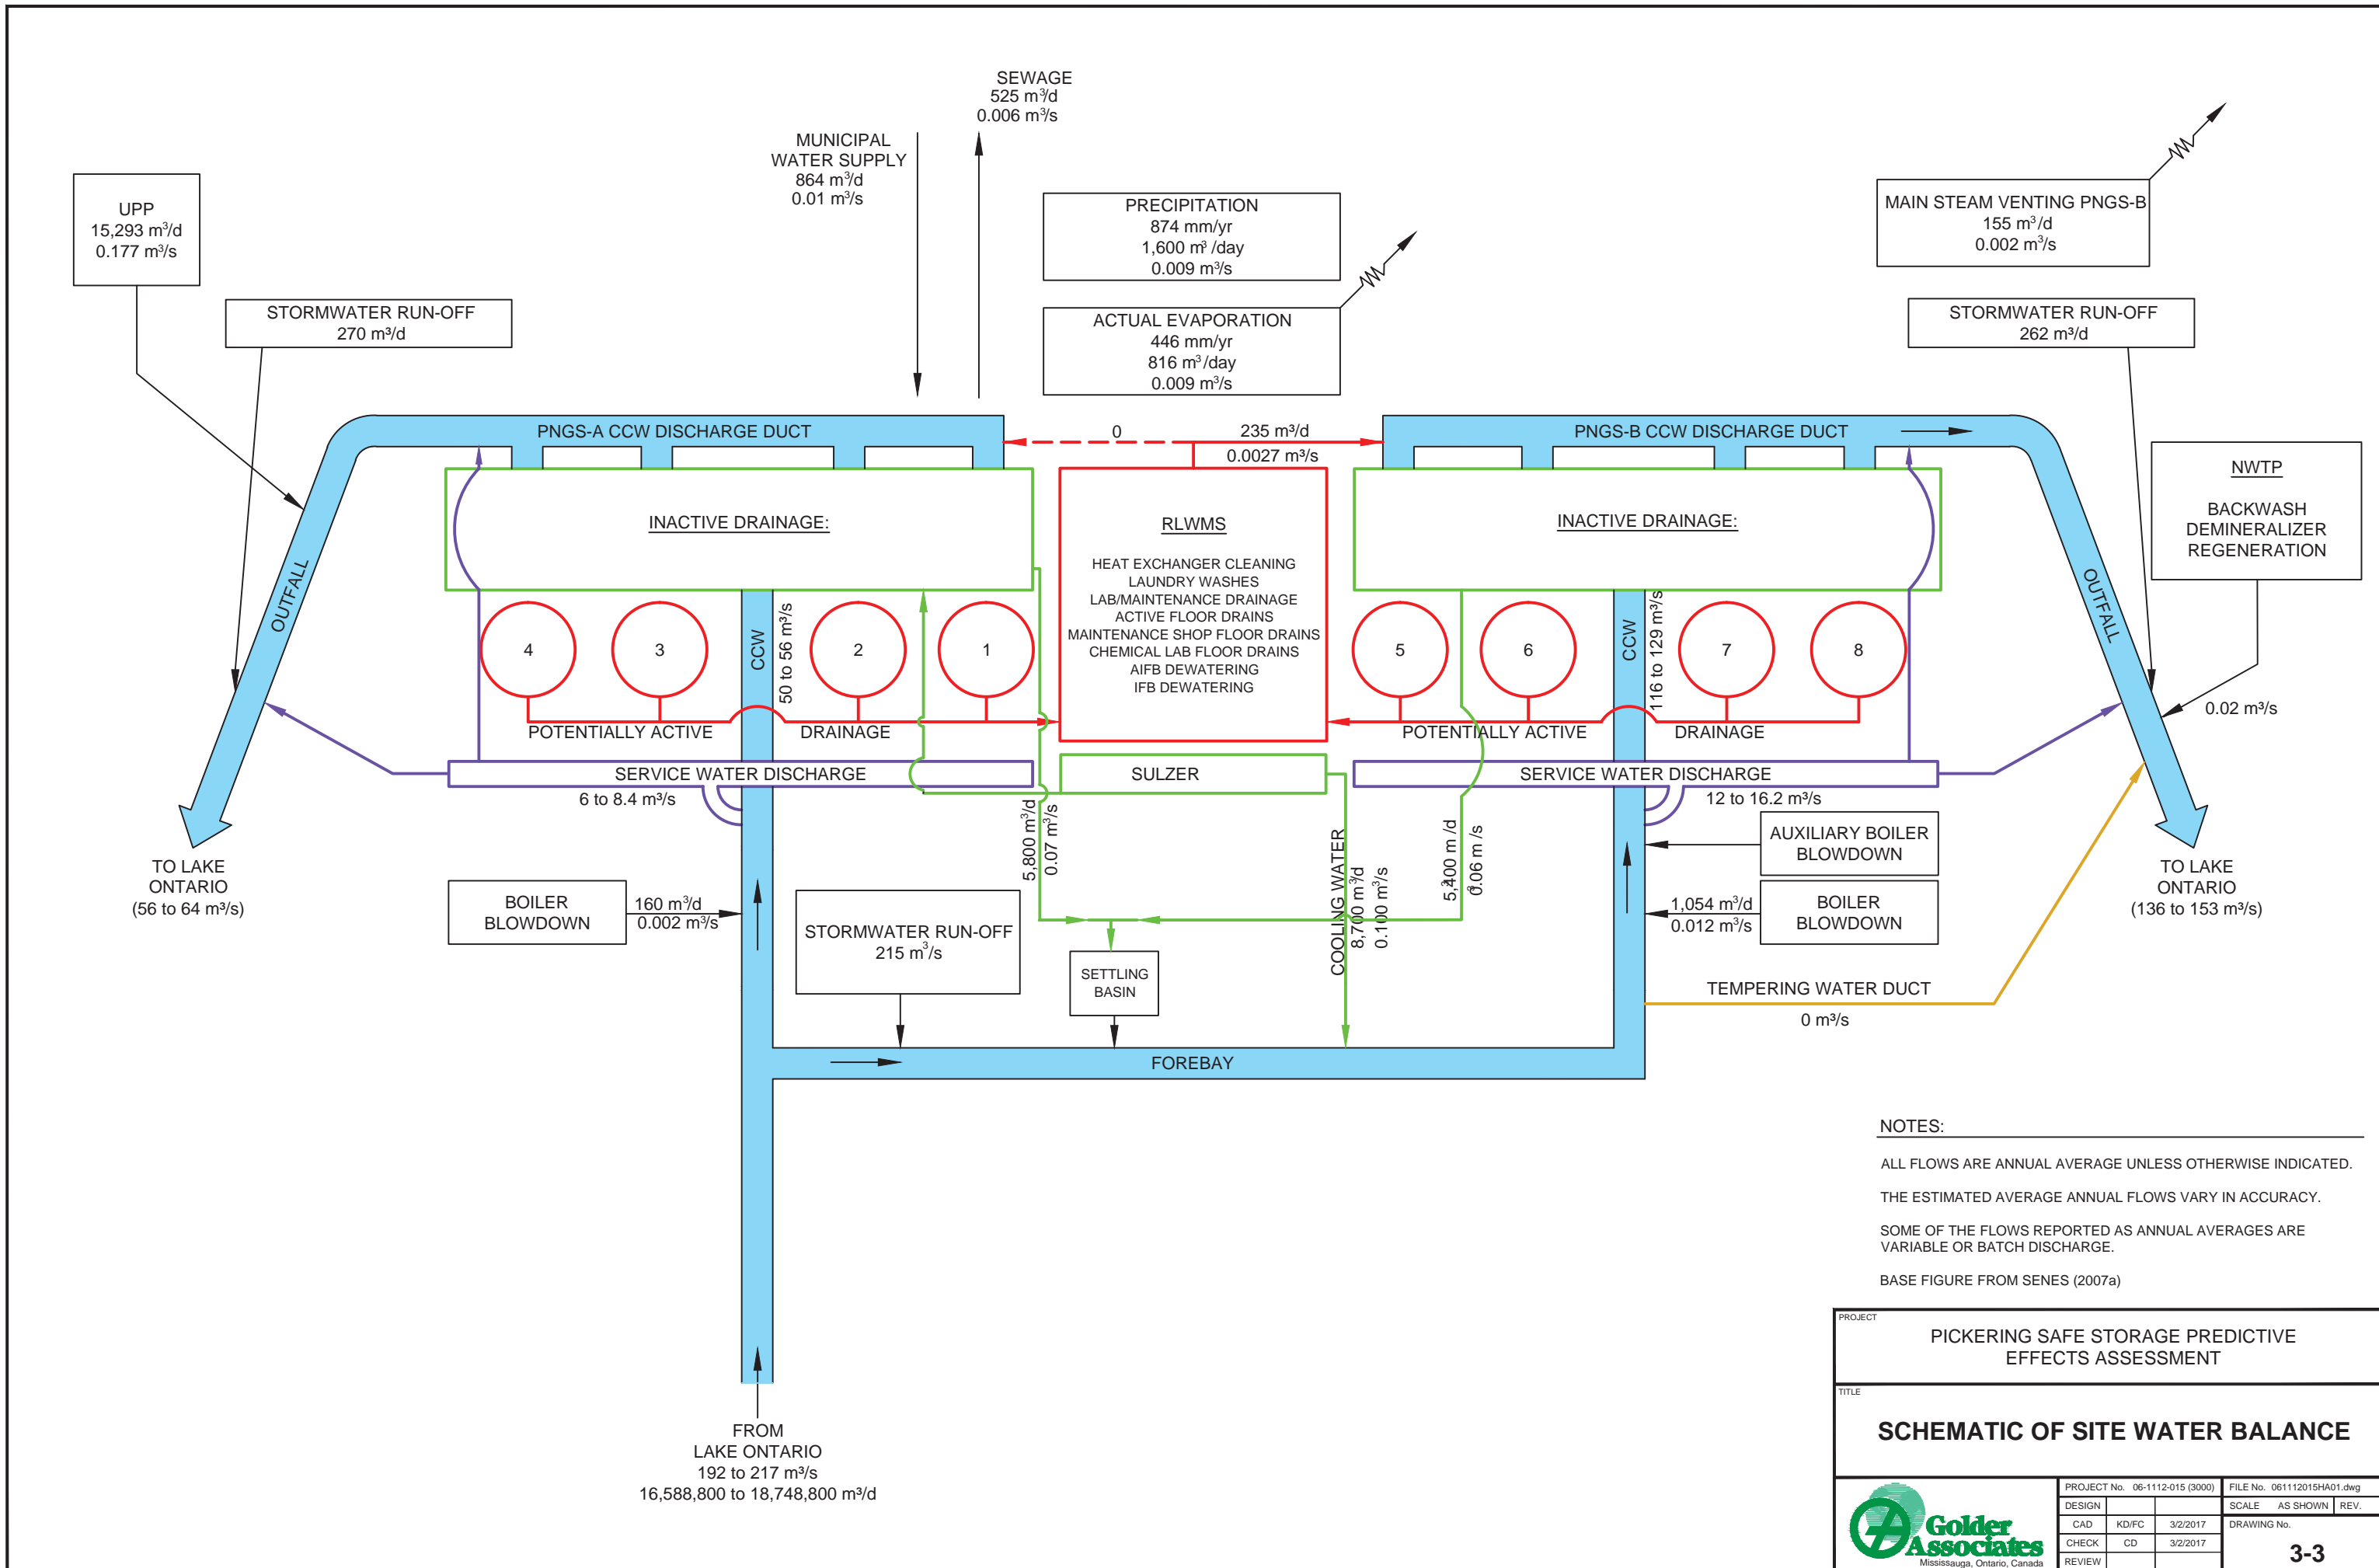 SEWAGE
525 m³/d
0.006 m³/s
MUNICIPAL
WATER SUPPLY
864 m³/d
0.01 m³/s
UPP
15,293 m³/d
0.177 m³/s
STORMWATER RUN-OFF
270 m³/d
PRECIPITATION
874 mm/yr
1,600 m³ /day
0.009 m³/s
ACTUAL EVAPORATION
446 mm/yr
816 m³ /day
0.009 m³/s
MAIN STEAM VENTING PNGS-B
155 m³/d
0.002 m³/s
STORMWATER RUN-OFF
262 m³/d
PNGS-A CCW DISCHARGE DUCT
0
235 m³/d
0.0027 m³/s
PNGS-B CCW DISCHARGE DUCT
NWTP
BACKWASH
DEMINERALIZER
REGENERATION
0.02 m³/s
INACTIVE DRAINAGE:
RLWMS
HEAT EXCHANGER CLEANING
LAUNDRY WASHES
LAB/MAINTENANCE DRAINAGE
ACTIVE FLOOR DRAINS
MAINTENANCE SHOP FLOOR DRAINS
CHEMICAL LAB FLOOR DRAINS
AIFB DEWATERING
IFB DEWATERING
INACTIVE DRAINAGE:
OUTFALL
4
3
CCW
50 to 56 m³/s
2
1
5
6
CCW
116 to 129 m³/s
7
8
OUTFALL
POTENTIALLY ACTIVE DRAINAGE
POTENTIALLY ACTIVE DRAINAGE
SERVICE WATER DISCHARGE
6 to 8.4 m³/s
SULZER
SERVICE WATER DISCHARGE
12 to 16.2 m³/s
5,800 m³/d
0.07 m³/s
COOLING WATER
8,700 m³/d
0.100 m³/s
5,400 m³/d
0.06 m³/s
TO LAKE
ONTARIO
(56 to 64 m³/s)
BOILER
BLOWDOWN
160 m³/d
0.002 m³/s
STORMWATER RUN-OFF
215 m³/s
SETTLING
BASIN
AUXILIARY BOILER
BLOWDOWN
1,054 m³/d
0.012 m³/s
BOILER
BLOWDOWN
TO LAKE
ONTARIO
(136 to 153 m³/s)
TEMPERING WATER DUCT
0 m³/s
FOREBAY
FROM
LAKE ONTARIO
192 to 217 m³/s
16,588,800 to 18,748,800 m³/d
NOTES:
ALL FLOWS ARE ANNUAL AVERAGE UNLESS OTHERWISE INDICATED.
THE ESTIMATED AVERAGE ANNUAL FLOWS VARY IN ACCURACY.
SOME OF THE FLOWS REPORTED AS ANNUAL AVERAGES ARE
VARIABLE OR BATCH DISCHARGE.
BASE FIGURE FROM SENES (2007a)
PROJECT
PICKERING SAFE STORAGE PREDICTIVE
EFFECTS ASSESSMENT
TITLE
SCHEMATIC OF SITE WATER BALANCE
Golder
Associates
Mississauga, Ontario, Canada
PROJECT No. 06-1112-015 (3000)
FILE No. 061112015HA01.dwg
DESIGN
SCALE AS SHOWN REV.
CAD KD/FC 3/2/2017
DRAWING No.
CHECK CD 3/2/2017
REVIEW
3-3